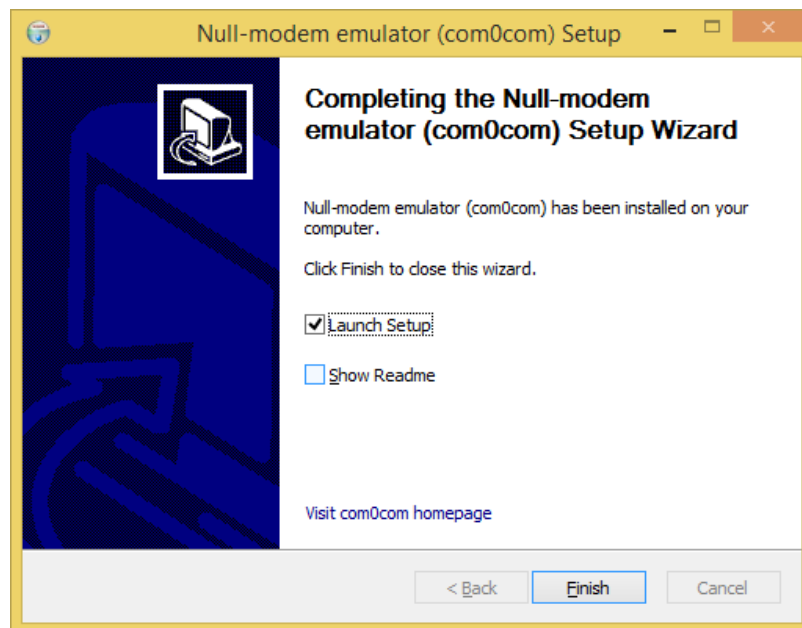 Null-modem emulator (com0com) Setup
Completing the Null-modem
emulator (com0com) Setup Wizard
Null-modem emulator (com0com) has been installed on your
computer.
Click Finish to close this wizard.
Launch Setup
Show Readme
Visit com0com homepage
< Back
Finish
Cancel